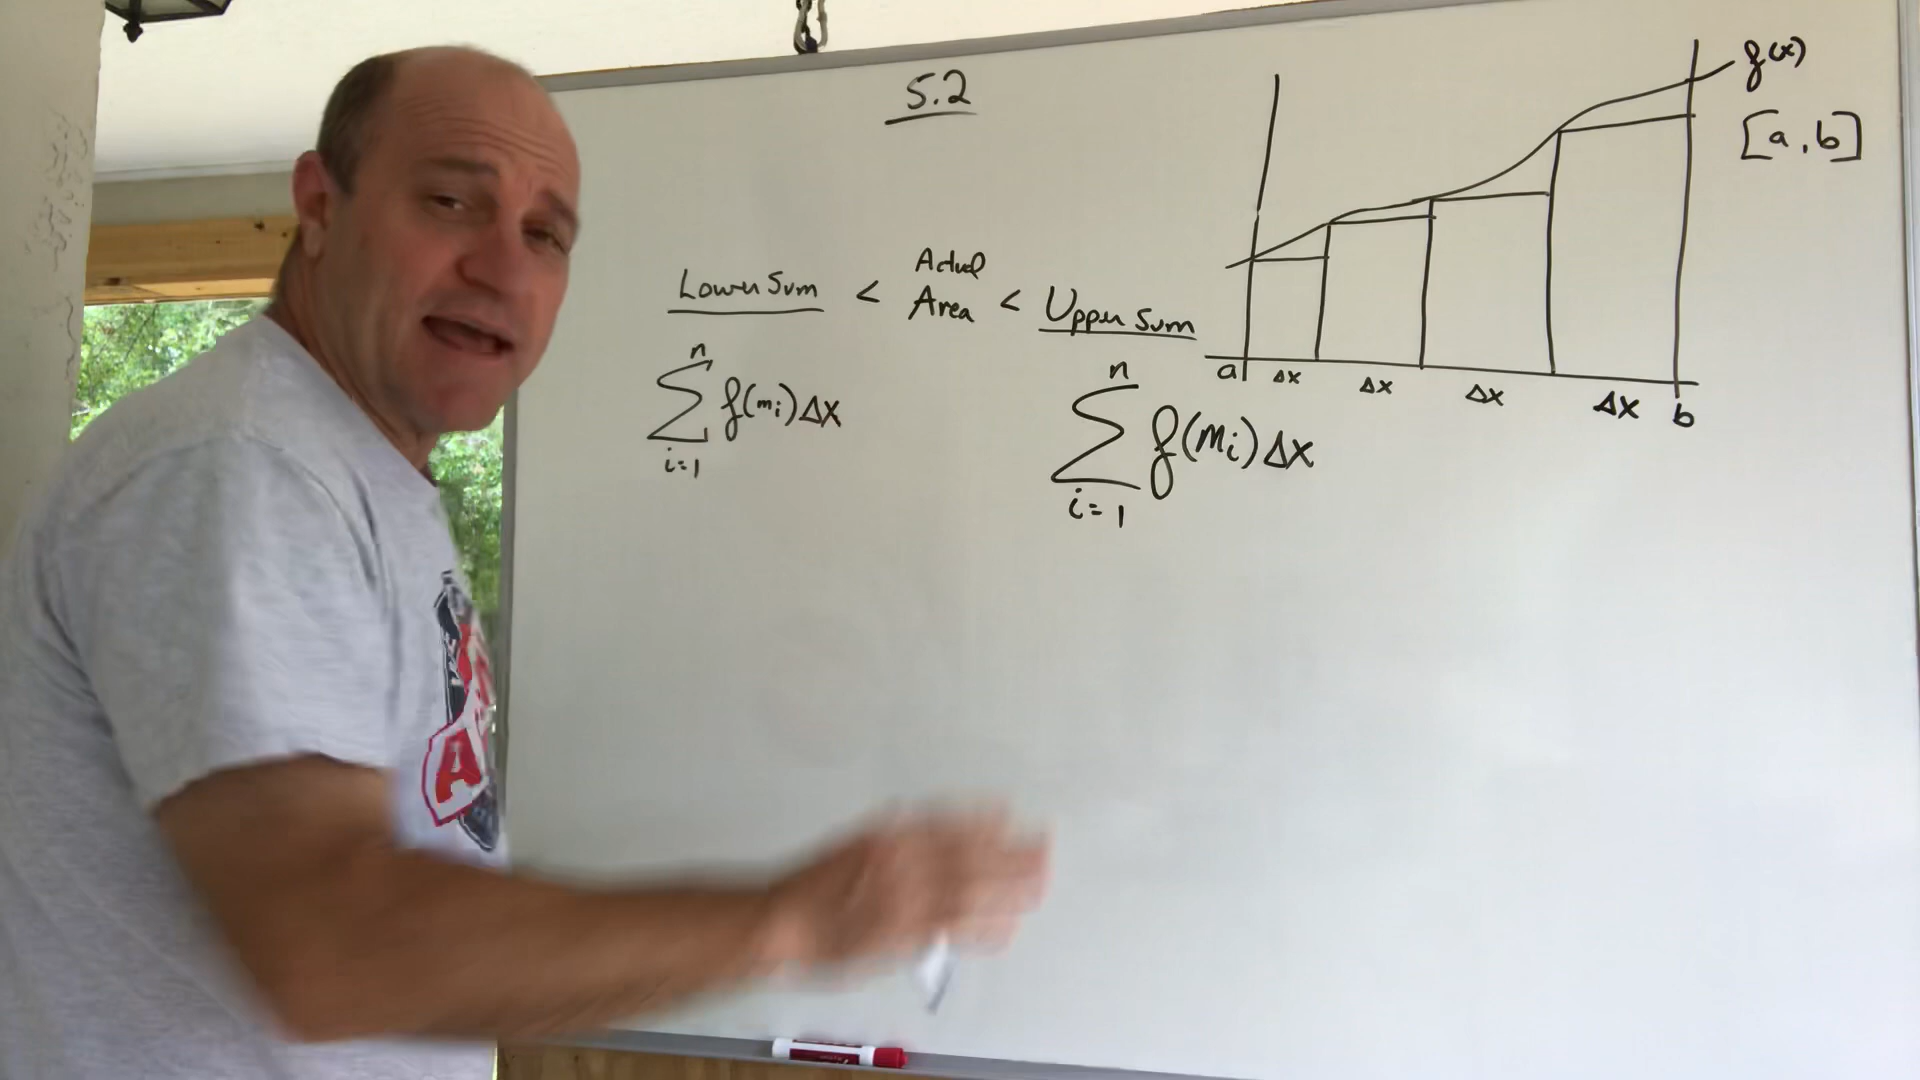 5.2
f(x)
[a,b]
Lower Sum < Actual Area < Upper Sum
n
∑ f(mᵢ)Δx
i=1
n
∑ f(Mᵢ)Δx
i=1
a Δx Δx Δx Δx b
A